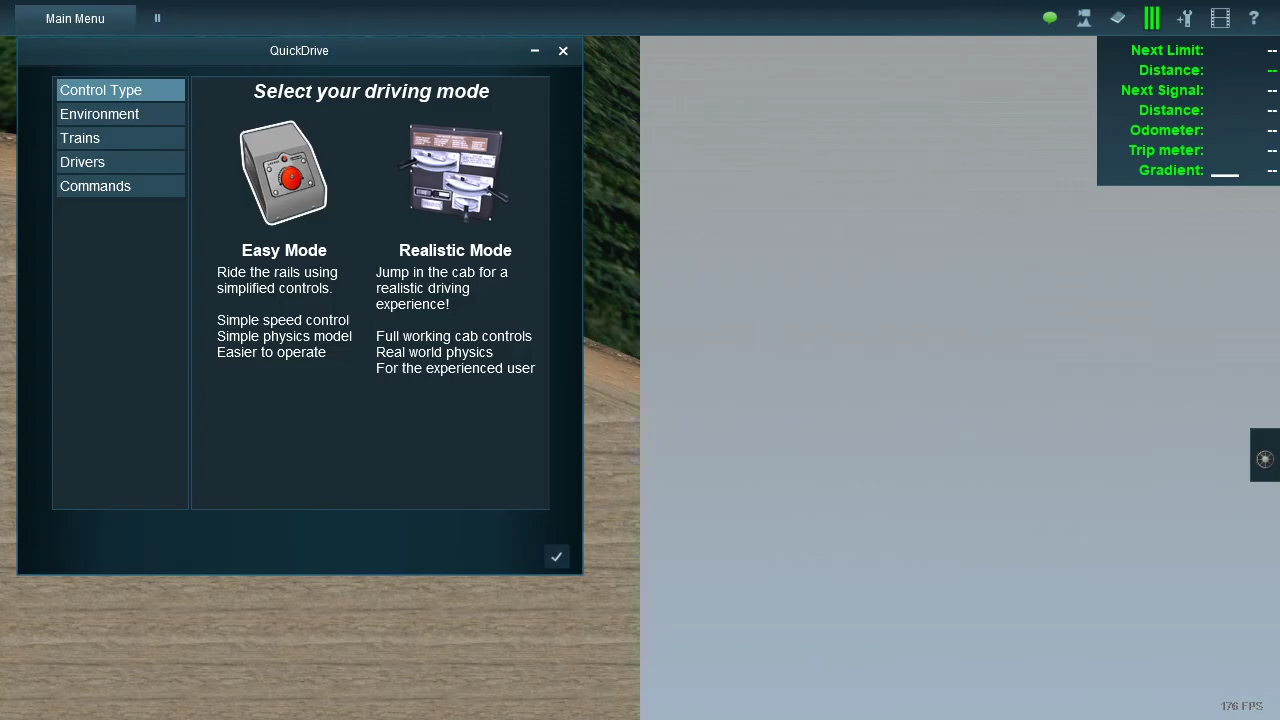 Main Menu
QuickDrive
Control Type
Environment
Trains
Drivers
Commands
Select your driving mode
Easy Mode
Ride the rails using
simplified controls.
Simple speed control
Simple physics model
Easier to operate
Realistic Mode
Jump in the cab for a
realistic driving
experience!
Full working cab controls
Real world physics
For the experienced user
Next Limit: --
Distance: --
Next Signal: --
Distance: --
Odometer: --
Trip meter: --
Gradient: --
176 FPS